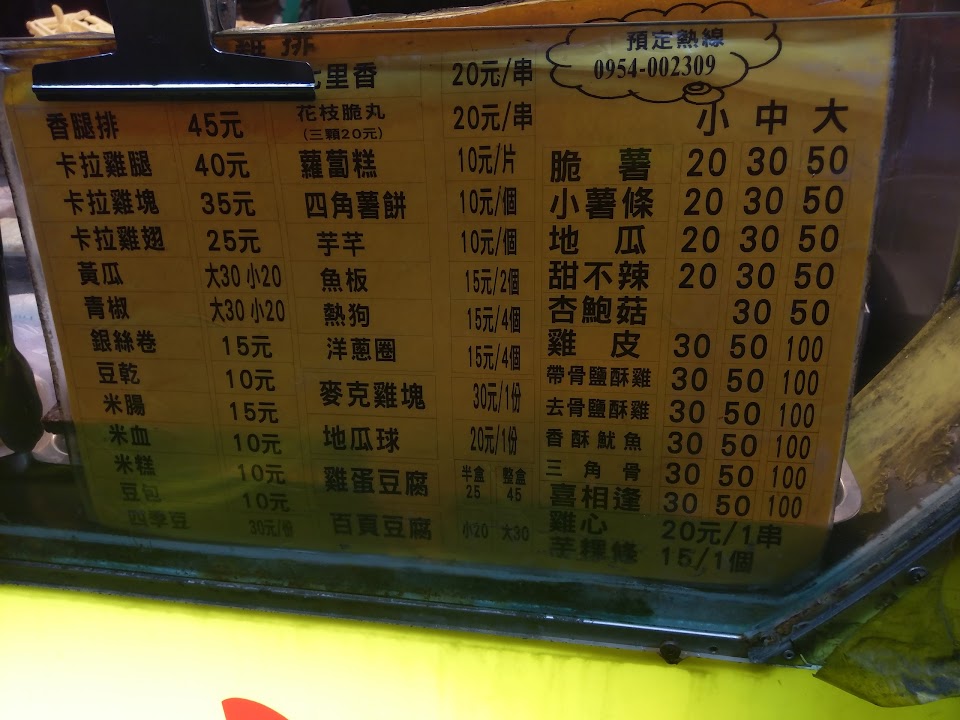 雞排
預定熱線
0954-002309
香腿排 45元
卡拉雞腿 40元
卡拉雞塊 35元
卡拉雞翅 25元
黃瓜 大30 小20
青椒 大30 小20
銀絲卷 15元
豆乾 10元
米腸 15元
米血 10元
米糕 10元
豆包 10元
四季豆 30元/份
里香 20元/串
花枝脆丸 20元/串
(三顆20元)
蘿蔔糕 10元/片
四角薯餅 10元/個
芋芋 10元/個
魚板 15元/2個
熱狗 15元/4個
洋蔥圈 15元/4個
麥克雞塊 30元/1份
地瓜球 20元/1份
雞蛋豆腐 半盒25 整盒45
百頁豆腐 小20 大30
小 中 大
脆薯 20 30 50
小薯條 20 30 50
地瓜 20 30 50
甜不辣 20 30 50
杏鮑菇 30 50
雞皮 30 50 100
帶骨鹽酥雞 30 50 100
去骨鹽酥雞 30 50 100
香酥魷魚 30 50 100
三角骨 30 50 100
喜相逢 30 50 100
雞心 20元/1串
芋粿條 15/1個